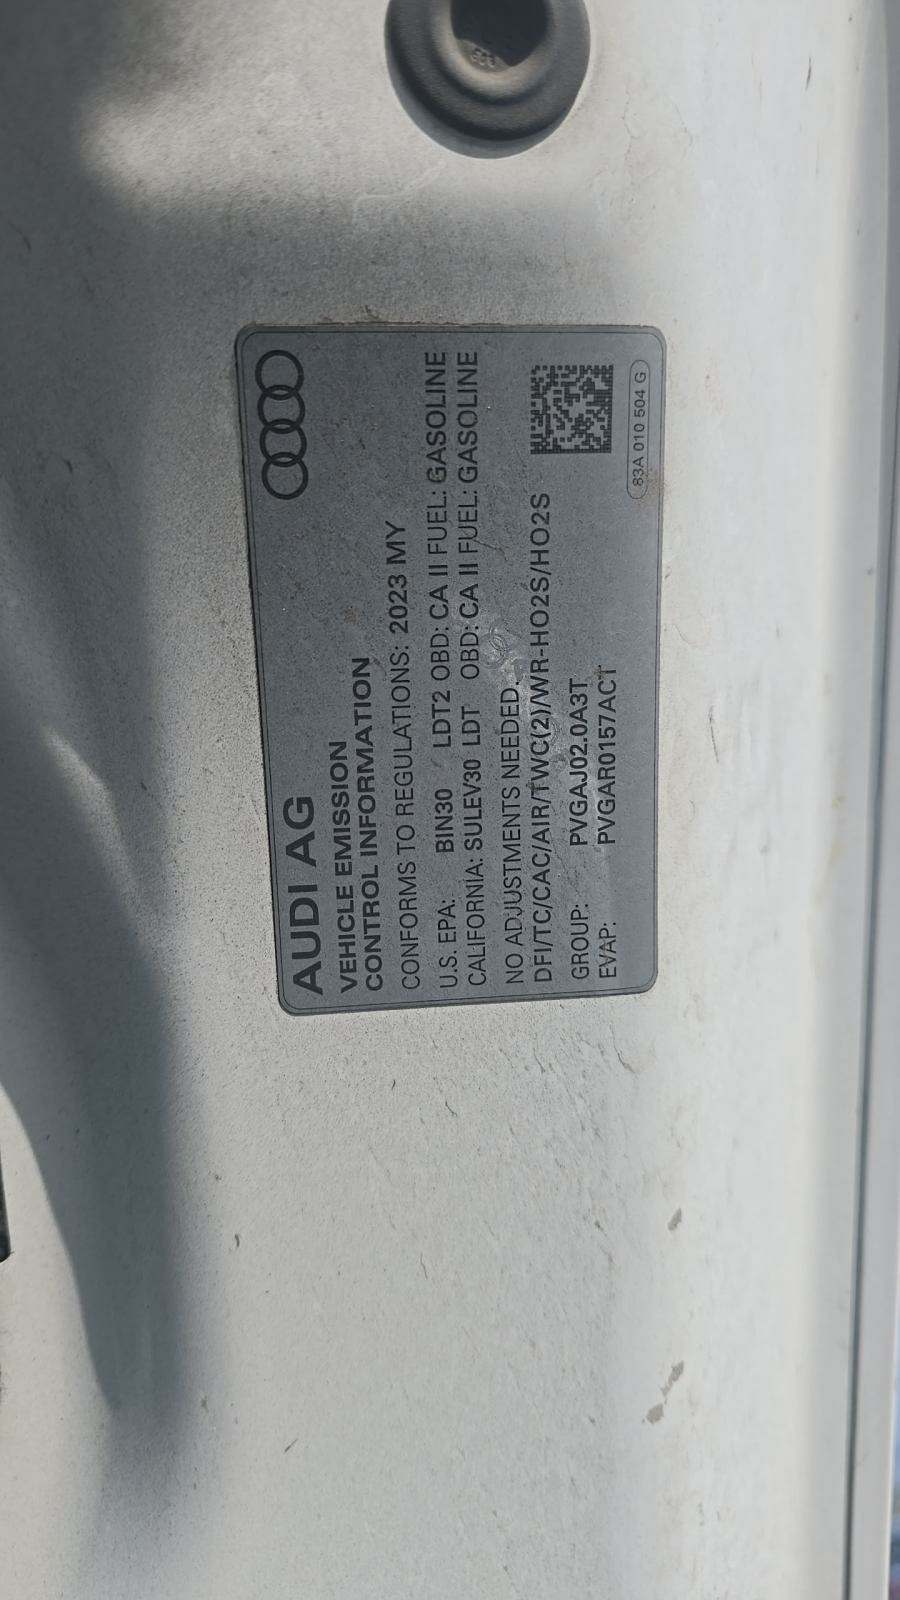 AUDI AG
VEHICLE EMISSION
CONTROL INFORMATION
CONFORMS TO REGULATIONS: 2023 MY
U.S. EPA: BIN30 LDT2 OBD: CA II FUEL: GASOLINE
CALIFORNIA: SULEV30 LDT OBD: CA II FUEL: GASOLINE
NO ADJUSTMENTS NEEDED.
DFI/TC/CAC/AIR/TWC(2)/WR-HO2S/HO2S
GROUP: PVGAJ02.0A3T
EVAP: PVGAR0157ACT
83A 010 504 G